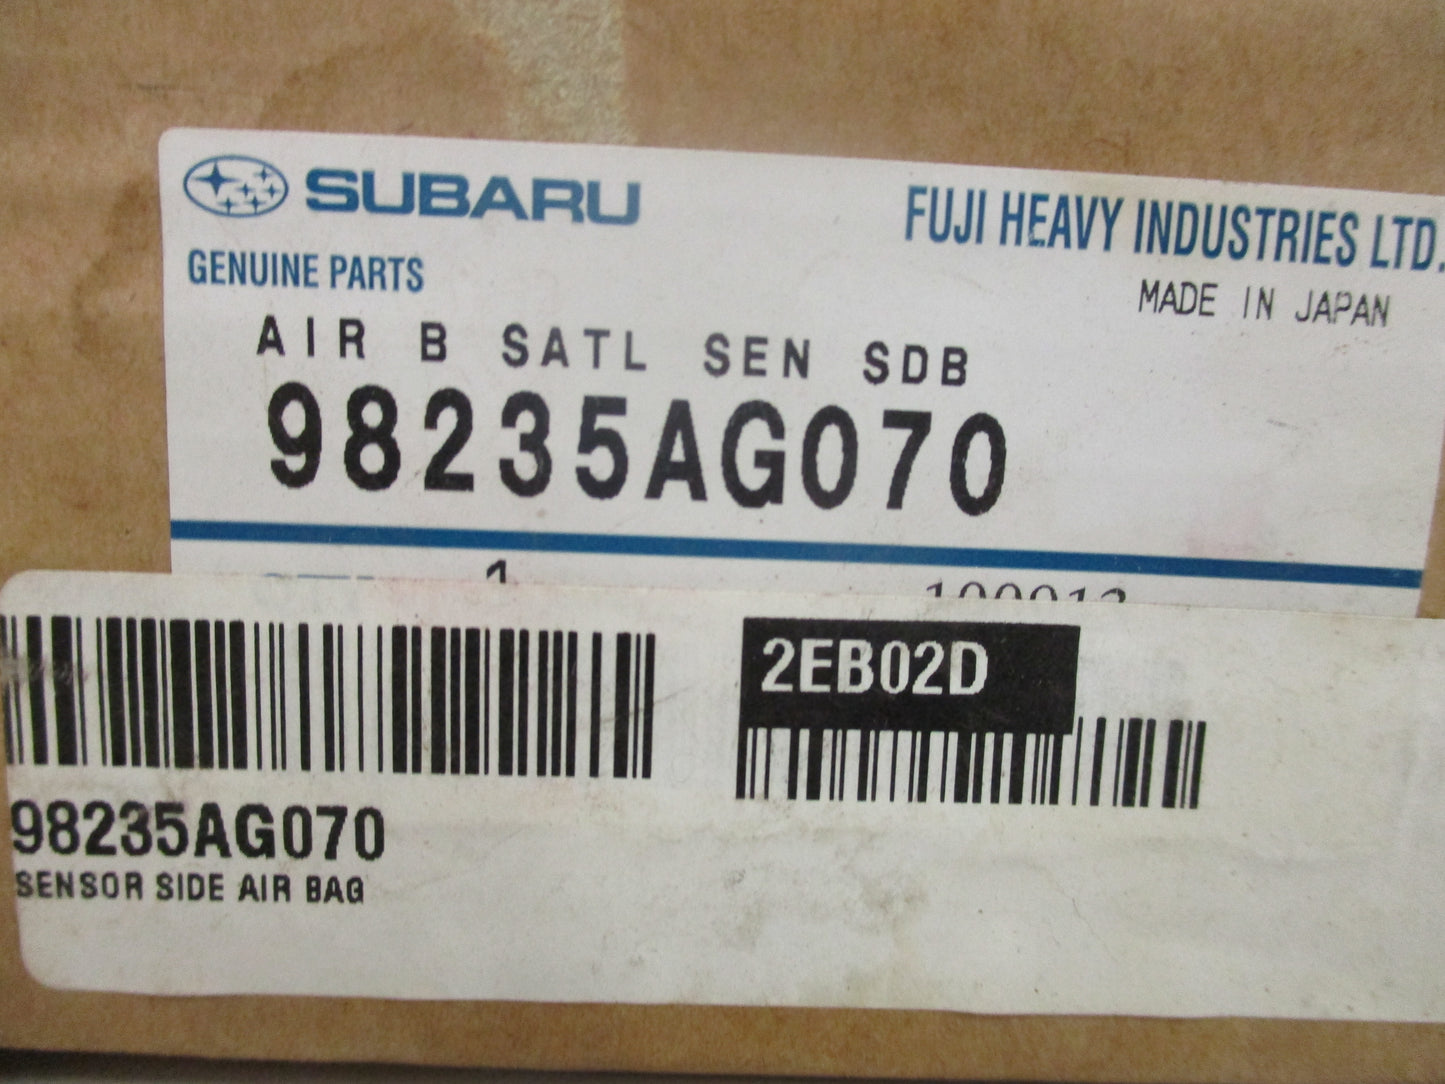 SUBARU
FUJI HEAVY INDUSTRIES LTD.
GENUINE PARTS
MADE IN JAPAN
AIR B SATL SEN SDB
98235AG070
1
2EB02D
98235AG070
SENSOR SIDE AIR BAG